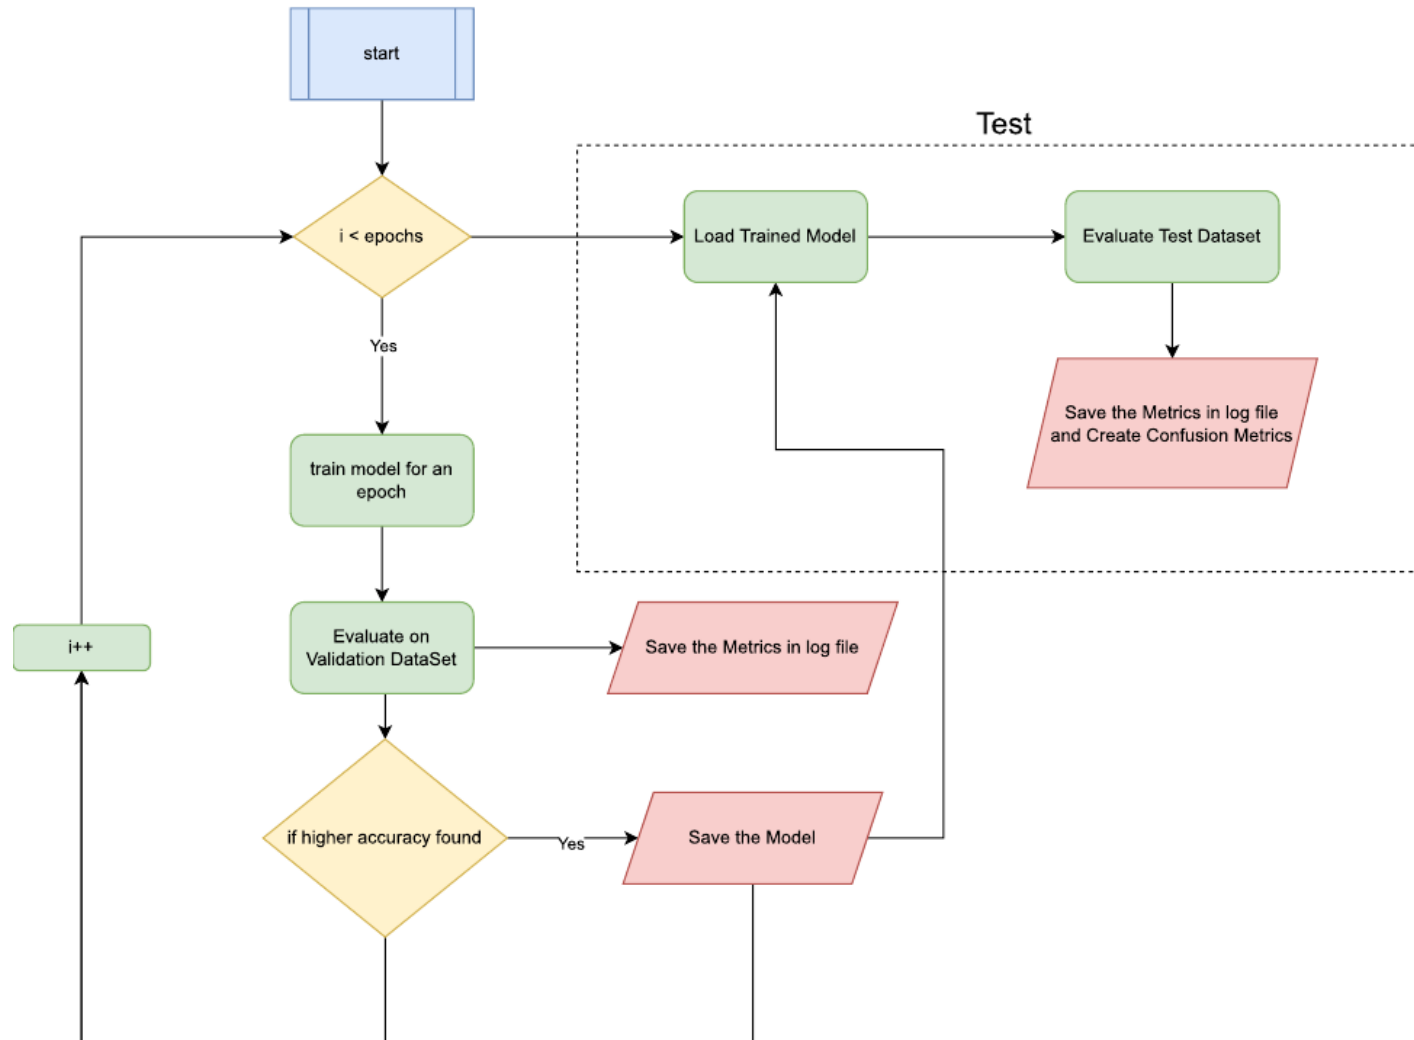 start
Test
i < epochs
Load Trained Model
Evaluate Test Dataset
Yes
Save the Metrics in log file
and Create Confusion Metrics
train model for an
epoch
Evaluate on
Validation DataSet
Save the Metrics in log file
i++
if higher accuracy found
Yes
Save the Model